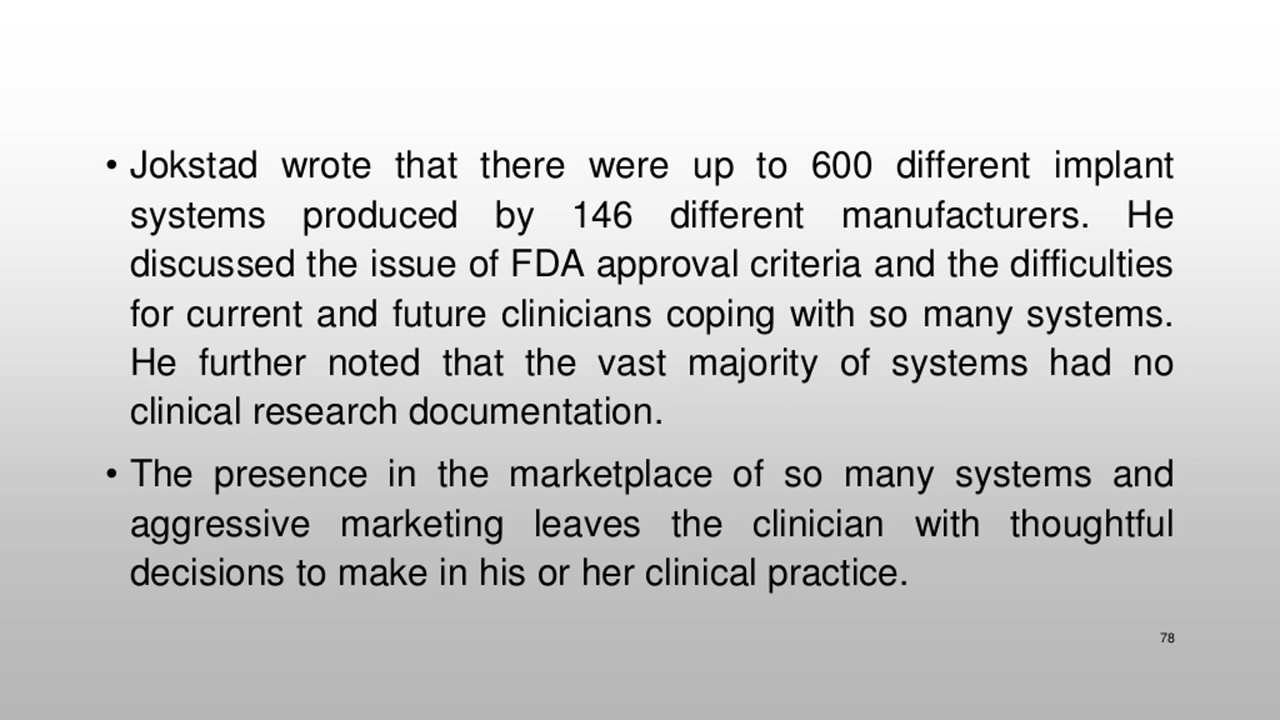 • Jokstad wrote that there were up to 600 different implant
systems produced by 146 different manufacturers. He
discussed the issue of FDA approval criteria and the difficulties
for current and future clinicians coping with so many systems.
He further noted that the vast majority of systems had no
clinical research documentation.
• The presence in the marketplace of so many systems and
aggressive marketing leaves the clinician with thoughtful
decisions to make in his or her clinical practice.
78